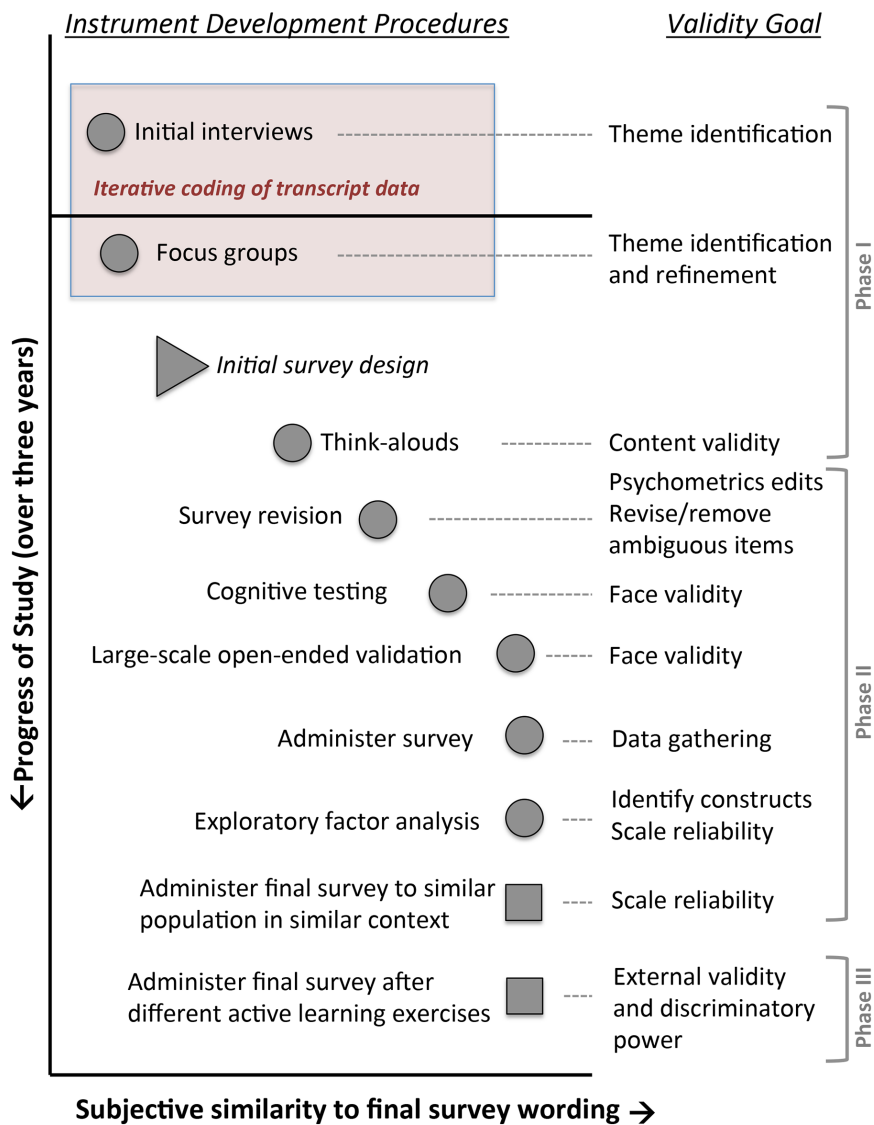 Instrument Development Procedures
Validity Goal
Initial interviews
Theme identification
Iterative coding of transcript data
Focus groups
Theme identification
and refinement
Phase I
Initial survey design
Think-alouds
Content validity
Survey revision
Psychometrics edits
Revise/remove
ambiguous items
Cognitive testing
Face validity
Large-scale open-ended validation
Face validity
Phase II
Administer survey
Data gathering
Exploratory factor analysis
Identify constructs
Scale reliability
Administer final survey to similar
population in similar context
Scale reliability
Administer final survey after
different active learning exercises
External validity
and discriminatory
power
Phase III
←Progress of Study (over three years)
Subjective similarity to final survey wording →